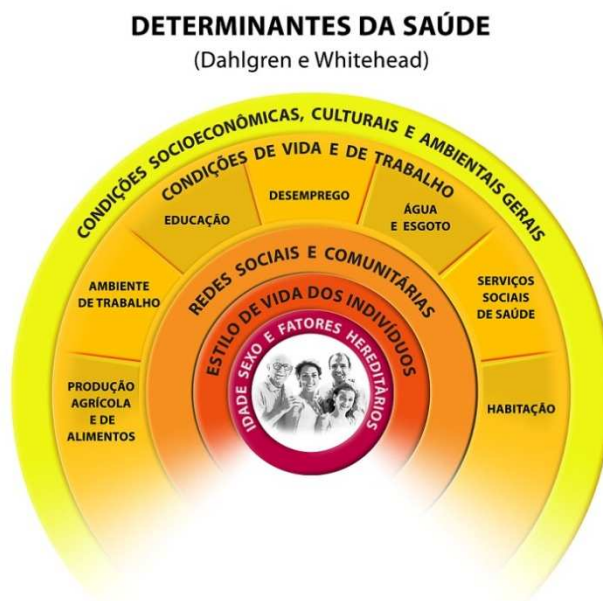 DETERMINANTES DA SAÚDE
(Dahlgren e Whitehead)
CONDIÇÕES SOCIOECONÔMICAS, CULTURAIS E AMBIENTAIS GERAIS
CONDIÇÕES DE VIDA E DE TRABALHO
PRODUÇÃO
AGRÍCOLA
E DE
ALIMENTOS
AMBIENTE
DE TRABALHO
EDUCAÇÃO
DESEMPREGO
ÁGUA
E ESGOTO
SERVIÇOS
SOCIAIS
DE SAÚDE
HABITAÇÃO
REDES SOCIAIS E COMUNITÁRIAS
ESTILO DE VIDA DOS INDIVÍDUOS
IDADE SEXO E FATORES HEREDITÁRIOS